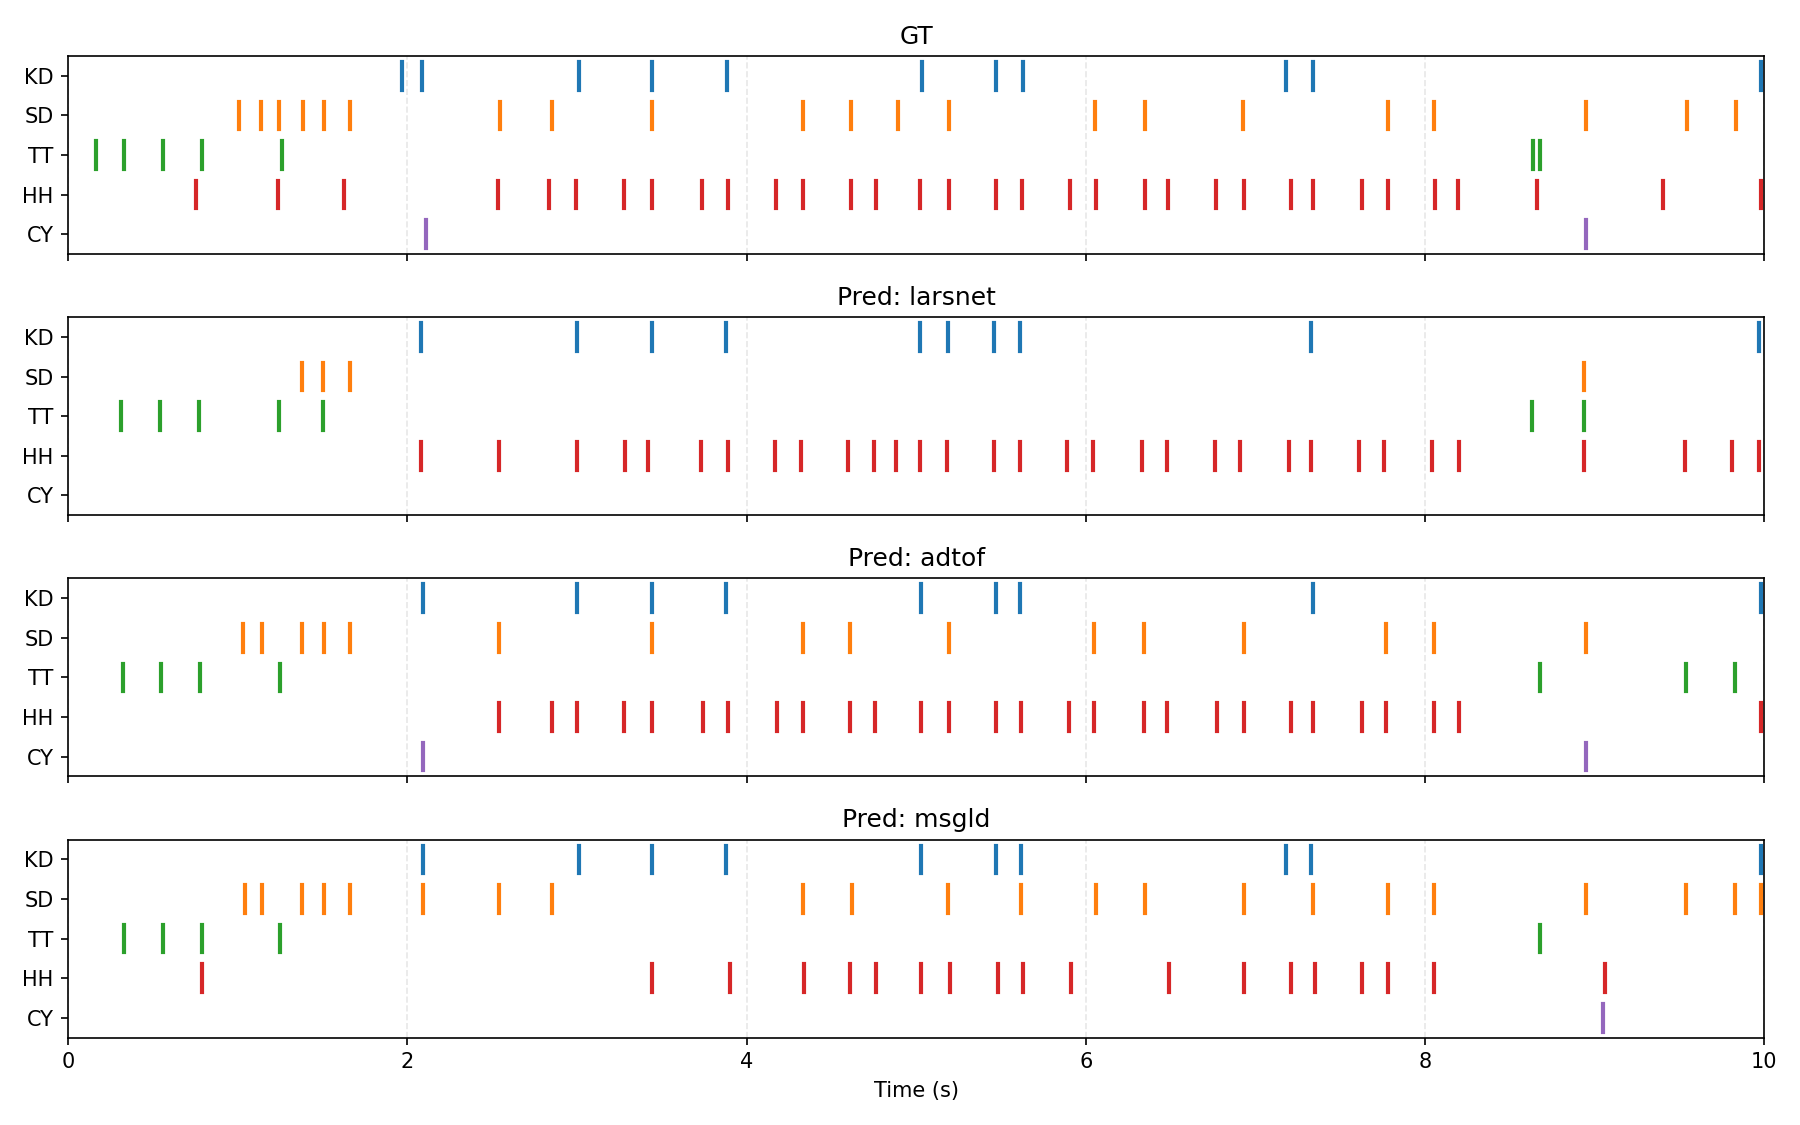 GT
KD
SD
TT
HH
CY
Pred: larsnet
KD
SD
TT
HH
CY
Pred: adtof
KD
SD
TT
HH
CY
Pred: msgld
KD
SD
TT
HH
CY
0 2 4 6 8 10
Time (s)